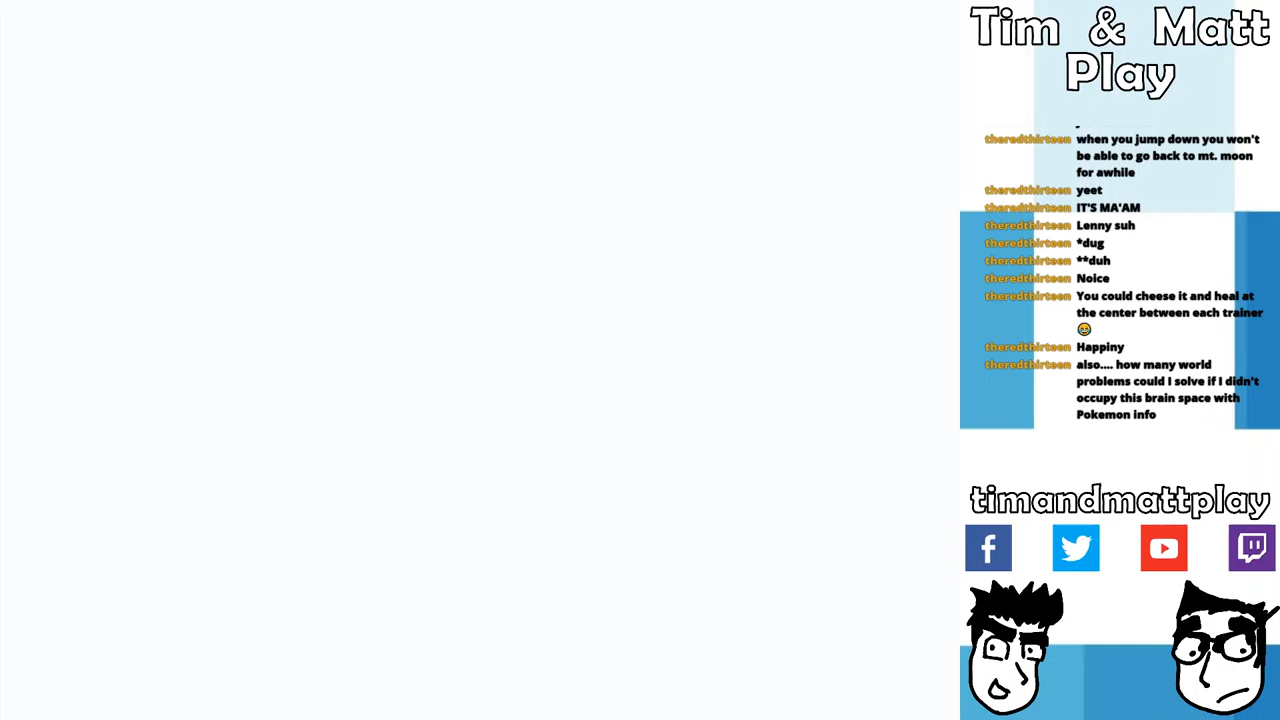 Tim & Matt
Play
theredthirteen when you jump down you won't
be able to go back to mt. moon
for awhile
theredthirteen yeet
theredthirteen IT'S MA'AM
theredthirteen Lenny suh
theredthirteen *dug
theredthirteen **duh
theredthirteen Noice
theredthirteen You could cheese it and heal at
the center between each trainer
😂
theredthirteen Happiny
theredthirteen also.... how many world
problems could I solve if I didn't
occupy this brain space with
Pokemon info
timandmattplay